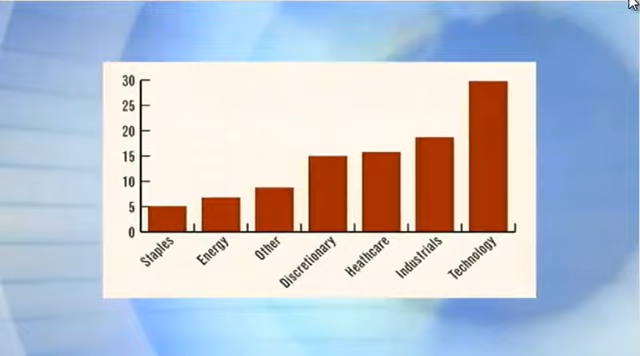 30
25
20
15
10
5
0
Staples
Energy
Other
Discretionary
Heathcare
Industrials
Technology